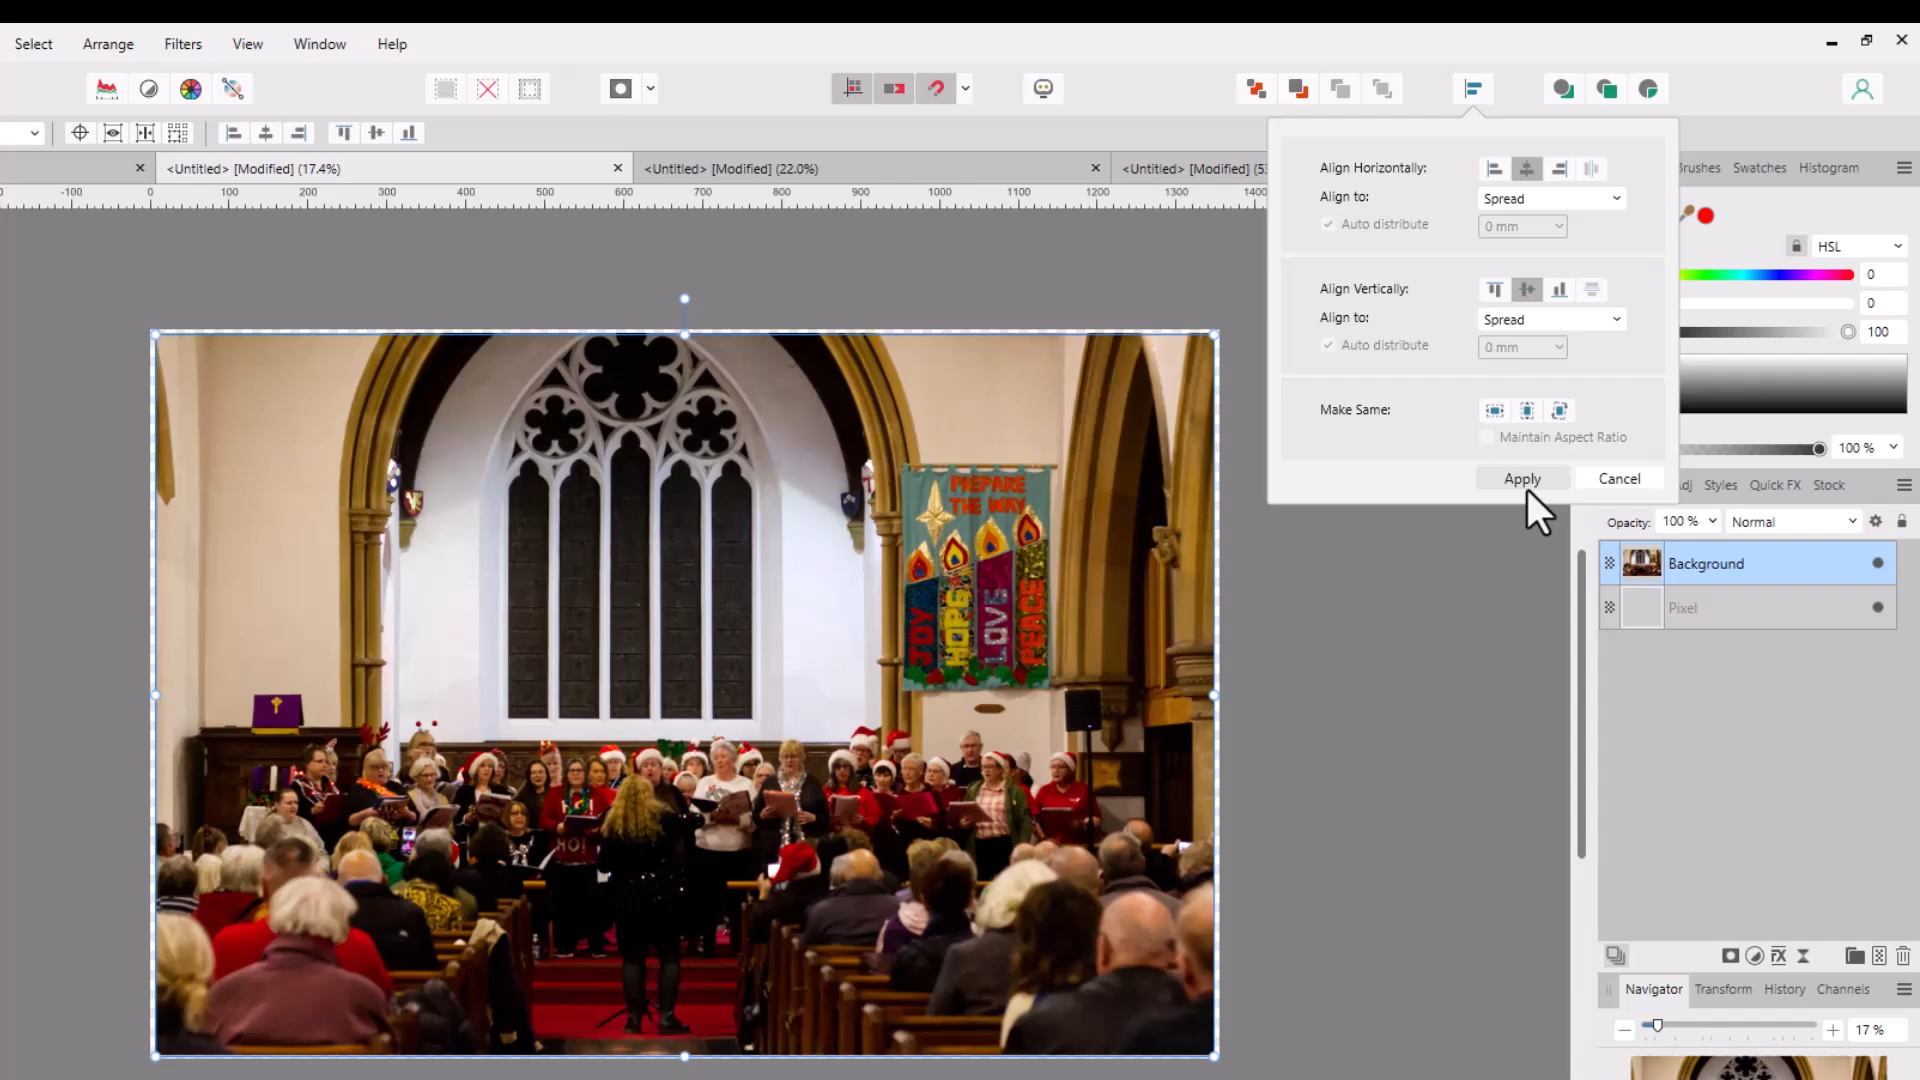 Select Arrange Filters View Window Help
<Untitled> [Modified] (17.4%) <Untitled> [Modified] (22.0%) <Untitled> [Modified] (5
-100 0 100 200 300 400 500 600 700 800 900 1000 1100 1200 1300
Align Horizontally:
Align to: Spread
Auto distribute 0 mm
Align Vertically:
Align to: Spread
Auto distribute 0 mm
Make Same:
Maintain Aspect Ratio
Apply Cancel
Brushes Swatches Histogram
HSL
0
0
100
100 %
dj Styles Quick FX Stock
Opacity: 100 % Normal
Background
Pixel
PREPARE
THE WAY
JOY
HOPE
LOVE
PEACE
HO!
Navigator Transform History Channels
17 %